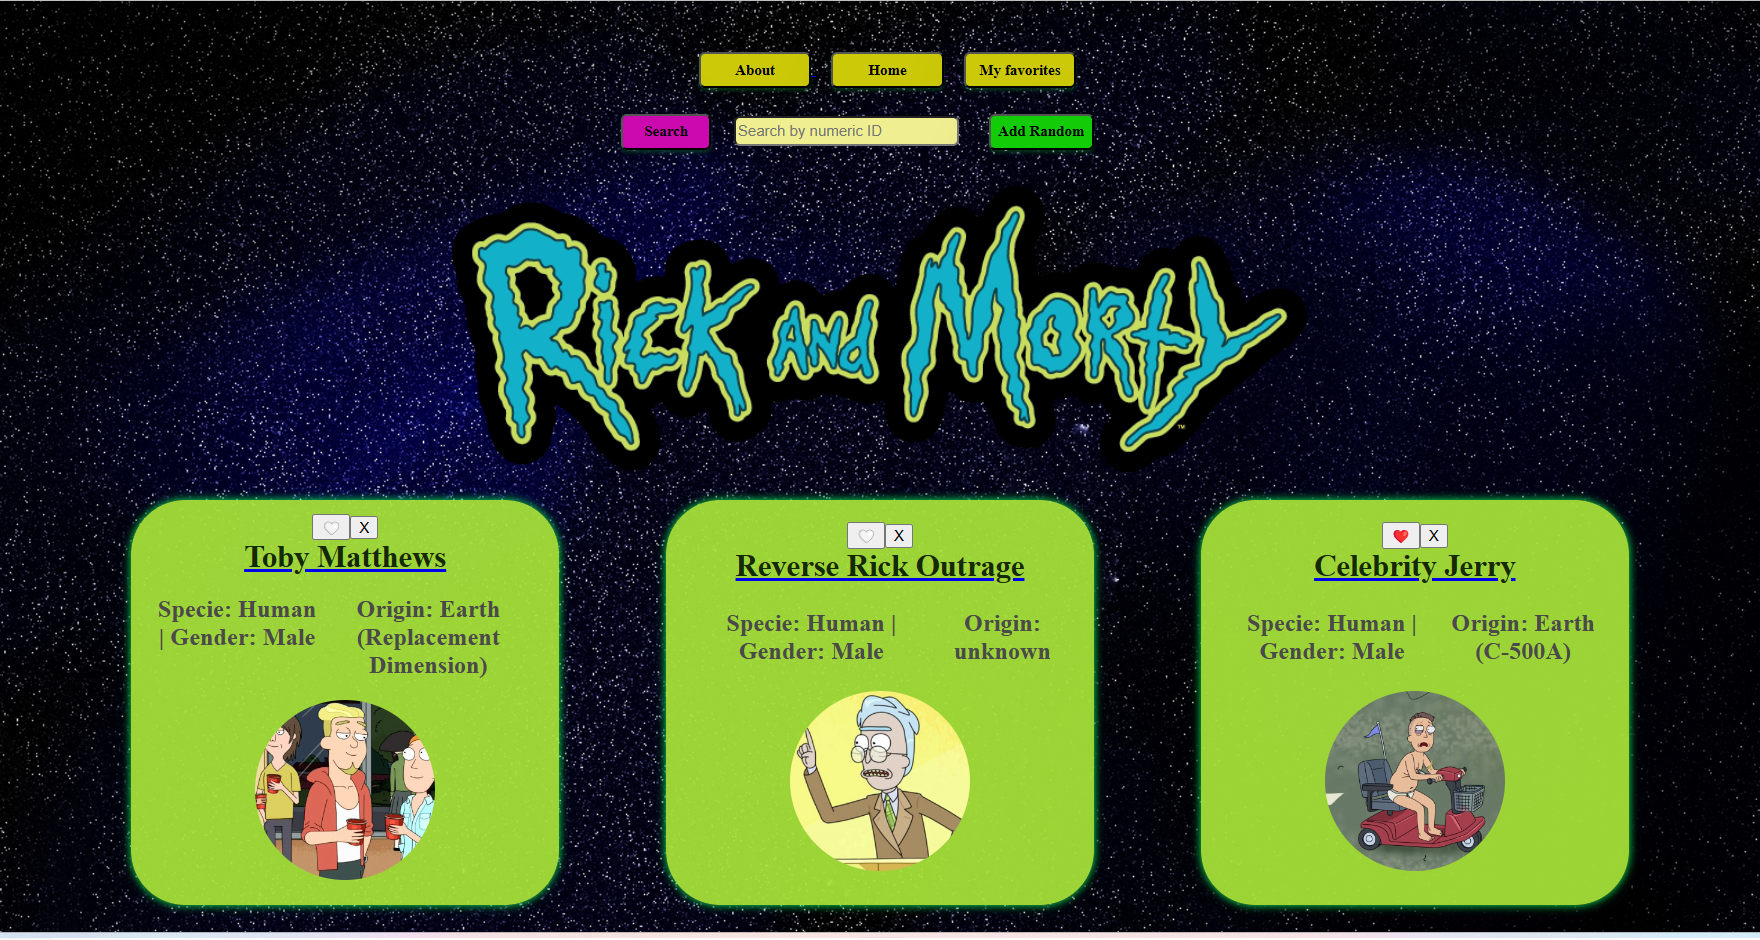 About Home My favorites
Search Search by numeric ID Add Random
Rick and Morty
™
X
Toby Matthews
Specie: Human
| Gender: Male
Origin: Earth
(Replacement
Dimension)
X
Reverse Rick Outrage
Specie: Human |
Gender: Male
Origin:
unknown
X
Celebrity Jerry
Specie: Human |
Gender: Male
Origin: Earth
(C-500A)